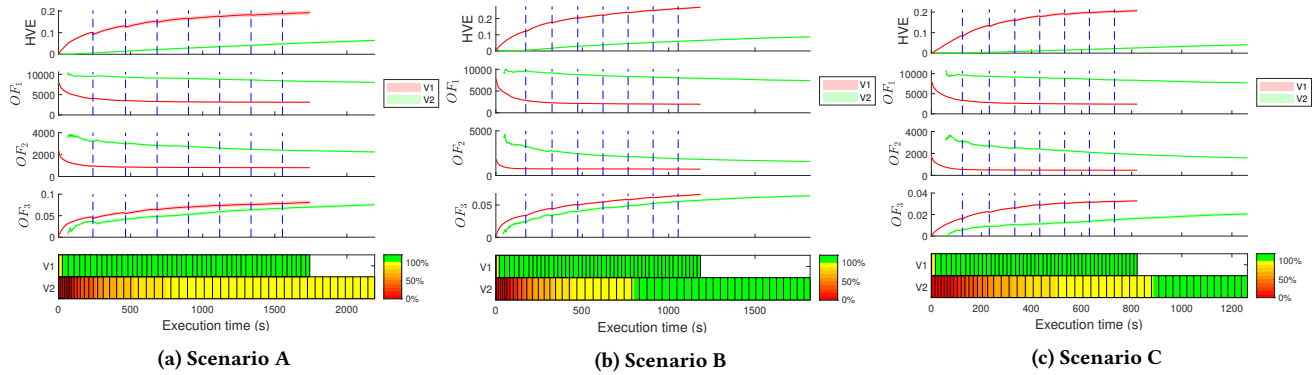 0.2
0.1
0
HVE
10000
5000
0
OF1
V1
V2
4000
2000
0
OF2
0.1
0.05
0
OF3
V1
V2
100%
50%
0%
0 500 1000 1500 2000
Execution time (s)
(a) Scenario A
0.2
0.1
0
HVE
10000
5000
0
OF1
V1
V2
5000
0
OF2
0.05
0
OF3
V1
V2
100%
50%
0%
0 500 1000 1500
Execution time (s)
(b) Scenario B
0.2
0.1
0
HVE
10000
5000
0
OF1
V1
V2
4000
2000
0
OF2
0.04
0.02
0
OF3
V1
V2
100%
50%
0%
0 200 400 600 800 1000 1200
Execution time (s)
(c) Scenario C